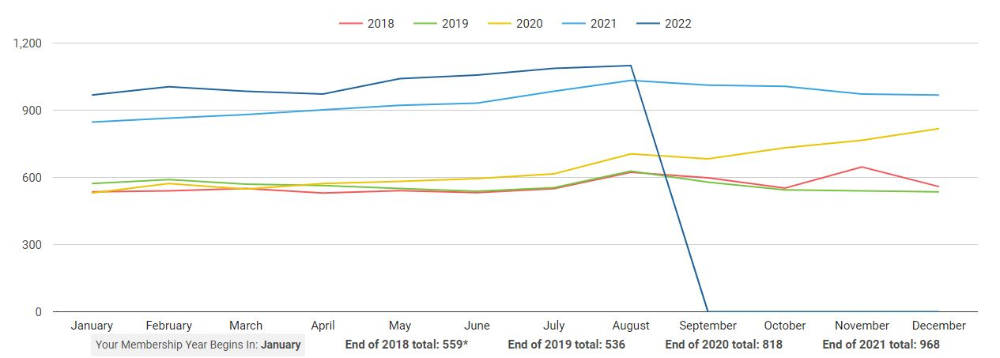 2018 2019 2020 2021 2022
1,200
900
600
300
0
January February March April May June July August September October November December
Your Membership Year Begins In: January End of 2018 total: 559* End of 2019 total: 536 End of 2020 total: 818 End of 2021 total: 968